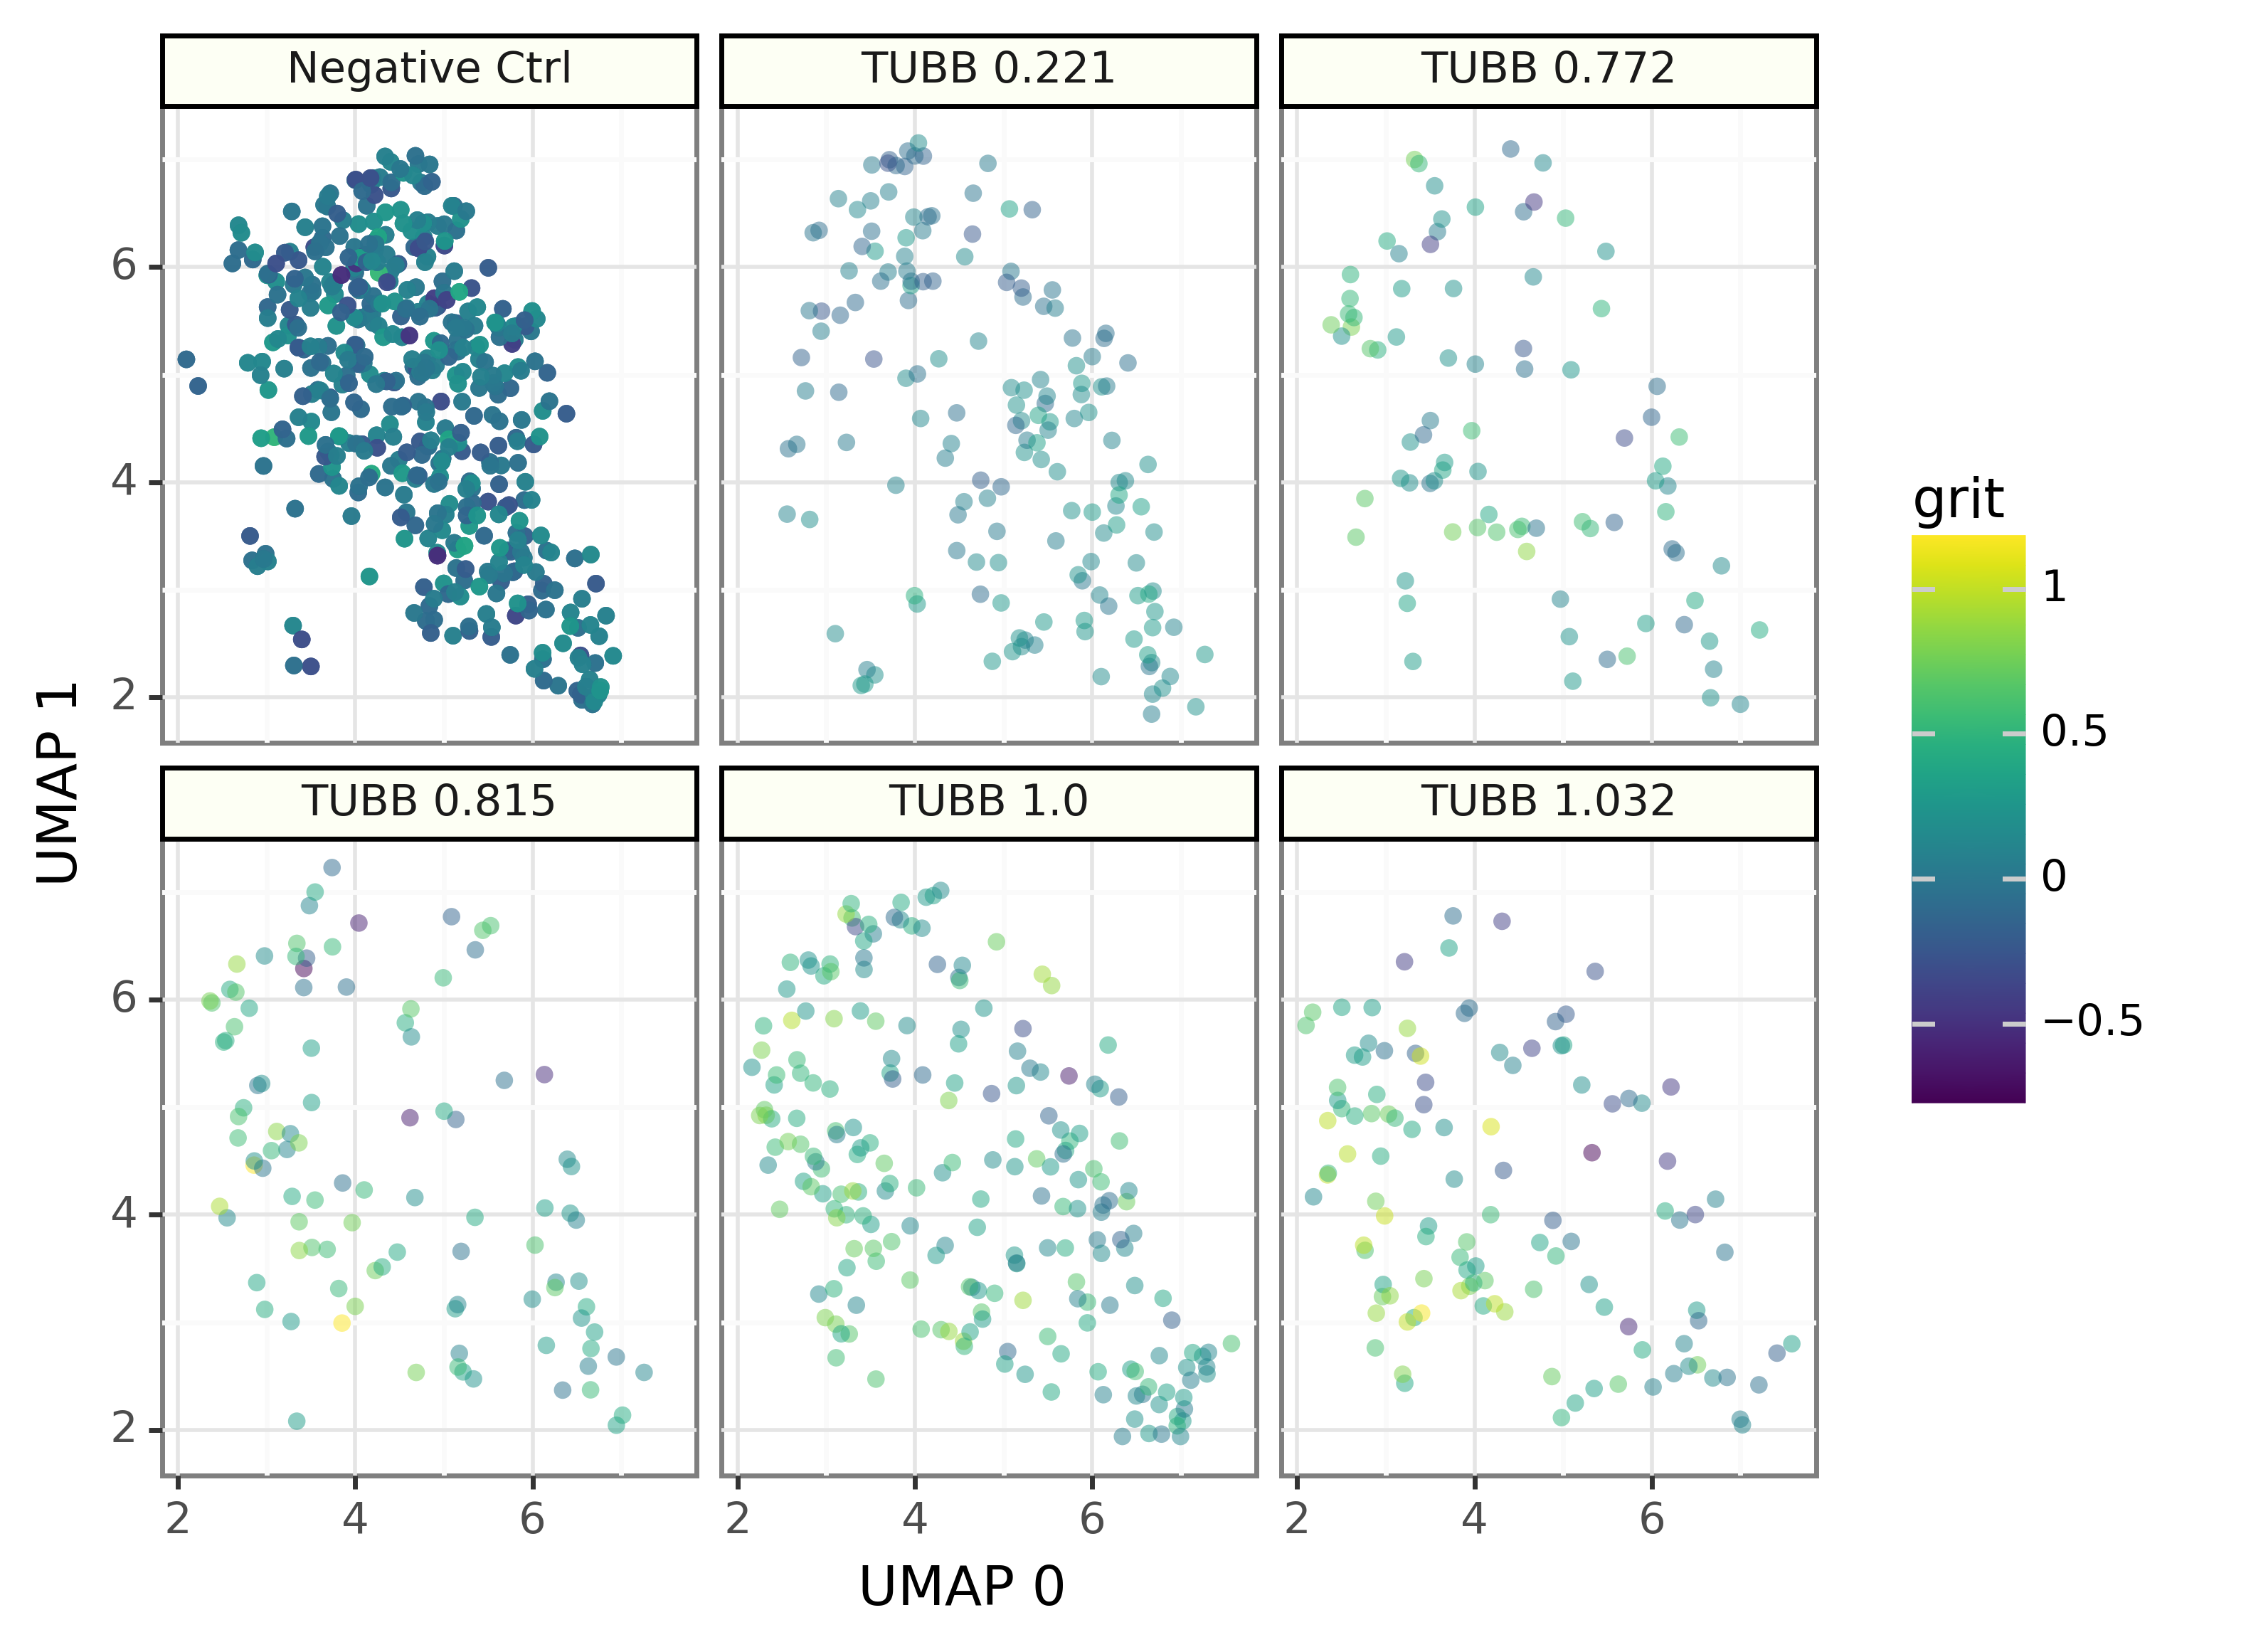 Negative Ctrl
TUBB 0.221
TUBB 0.772
6
4
2
TUBB 0.815
TUBB 1.0
TUBB 1.032
6
4
2
2 4 6
2 4 6
2 4 6
UMAP 1
UMAP 0
grit
1
0.5
0
−0.5